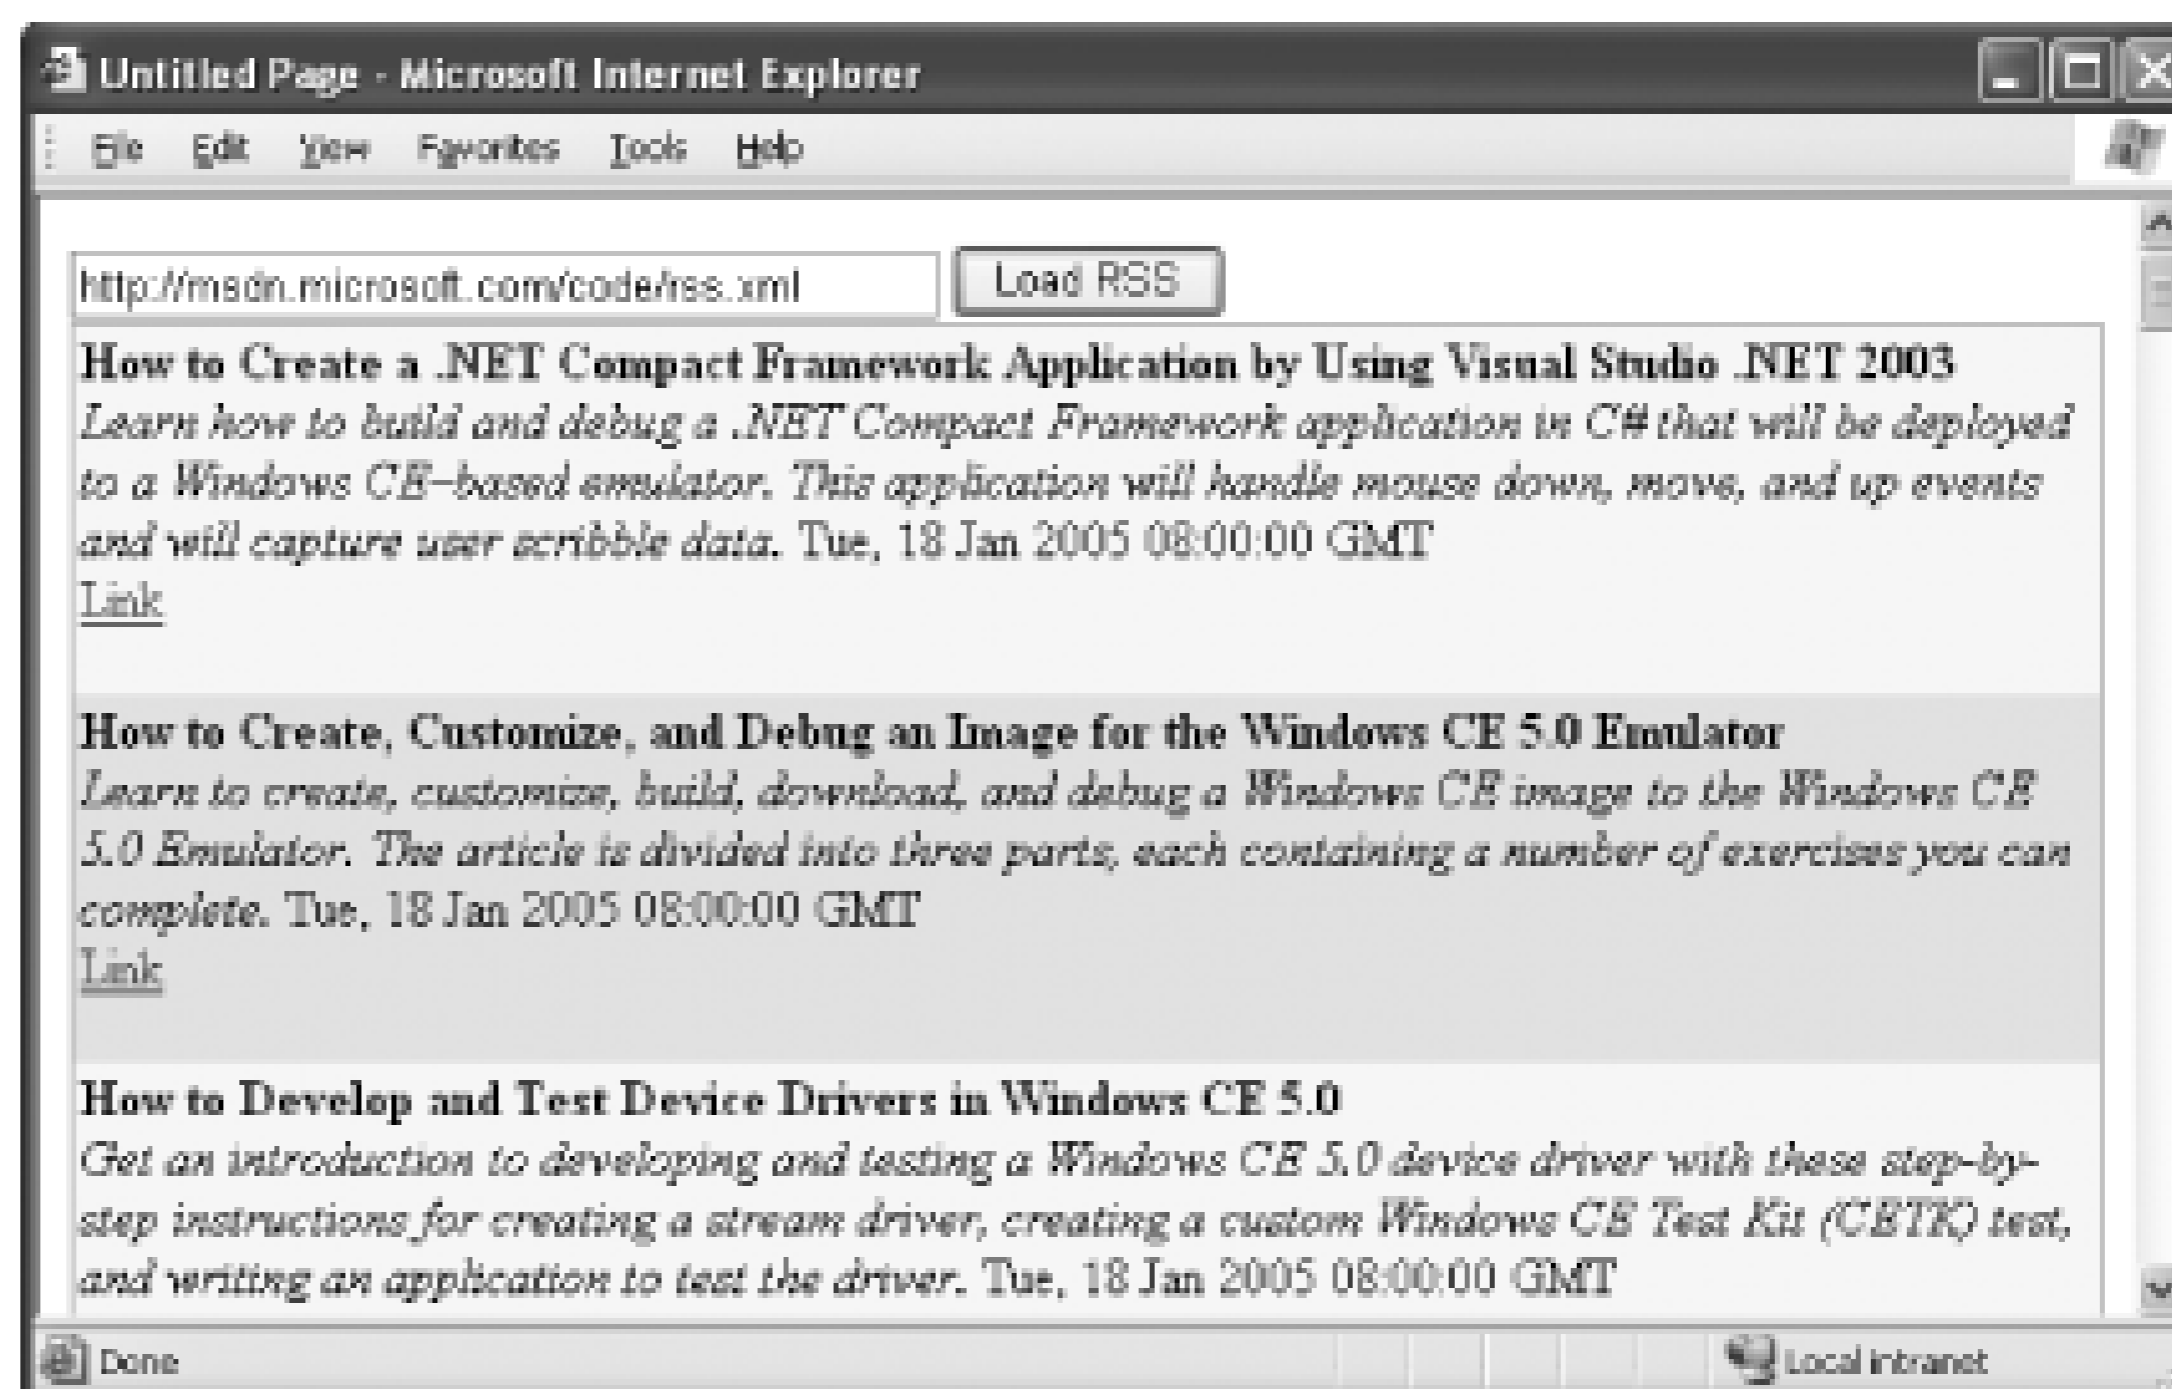 Untitled Page - Microsoft Internet Explorer
File Edit View Favorites Tools Help
http://msdn.microsoft.com/code/rss.xml Load RSS
How to Create a .NET Compact Framework Application by Using Visual Studio .NET 2003
Learn how to build and debug a .NET Compact Framework application in C# that will be deployed
to a Windows CE-based emulator. This application will handle mouse down, move, and up events
and will capture user scribble data. Tue, 18 Jan 2005 08:00:00 GMT
Link
How to Create, Customize, and Debug an Image for the Windows CE 5.0 Emulator
Learn to create, customize, build, download, and debug a Windows CE image to the Windows CE
5.0 Emulator. The article is divided into three parts, each containing a number of exercises you can
complete. Tue, 18 Jan 2005 08:00:00 GMT
Link
How to Develop and Test Device Drivers in Windows CE 5.0
Get an introduction to developing and testing a Windows CE 5.0 device driver with these step-by-
step instructions for creating a stream driver, creating a custom Windows CE Test Kit (CETK) test,
and writing an application to test the driver. Tue, 18 Jan 2005 08:00:00 GMT
Done Local intranet